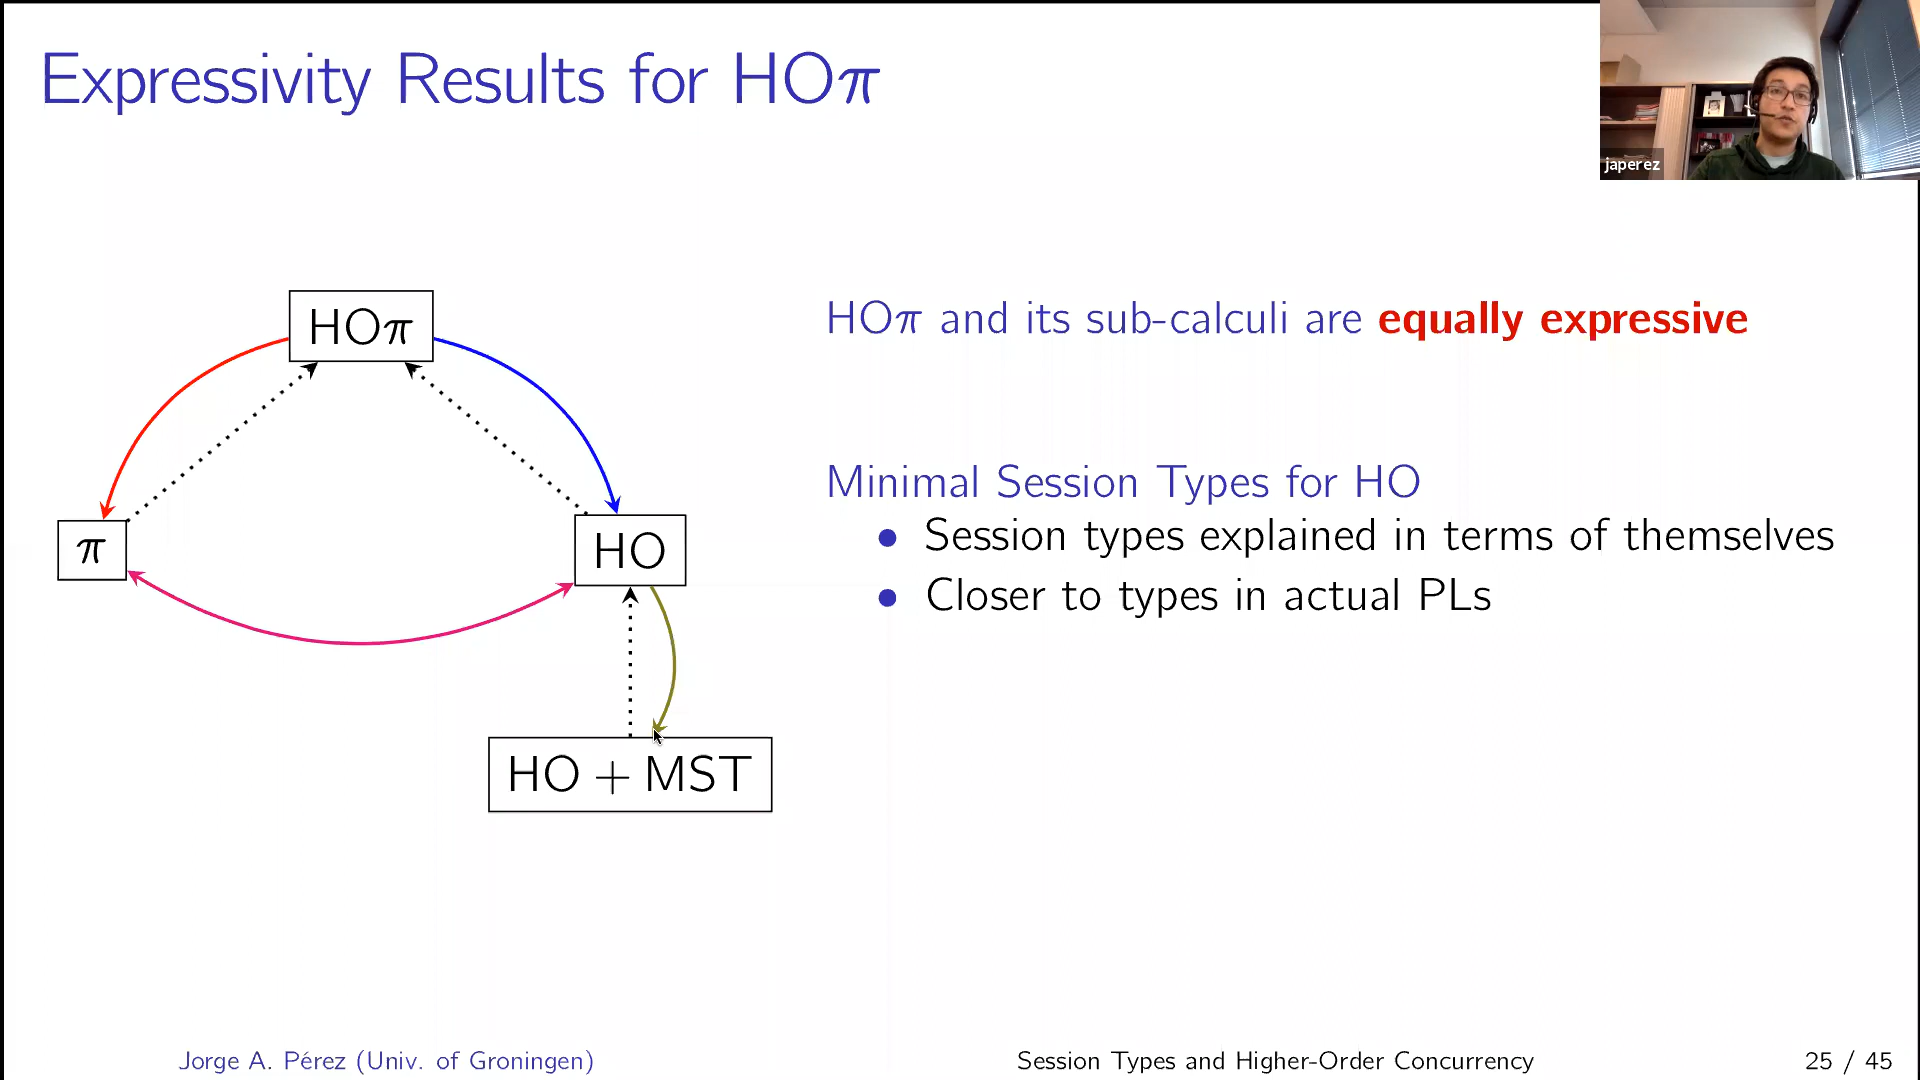 Expressivity Results for HOπ
japerez
HOπ
HOπ and its sub-calculi are equally expressive
Minimal Session Types for HO
• Session types explained in terms of themselves
π
HO
• Closer to types in actual PLs
HO + MST
Jorge A. Pérez (Univ. of Groningen)
Session Types and Higher-Order Concurrency
25 / 45